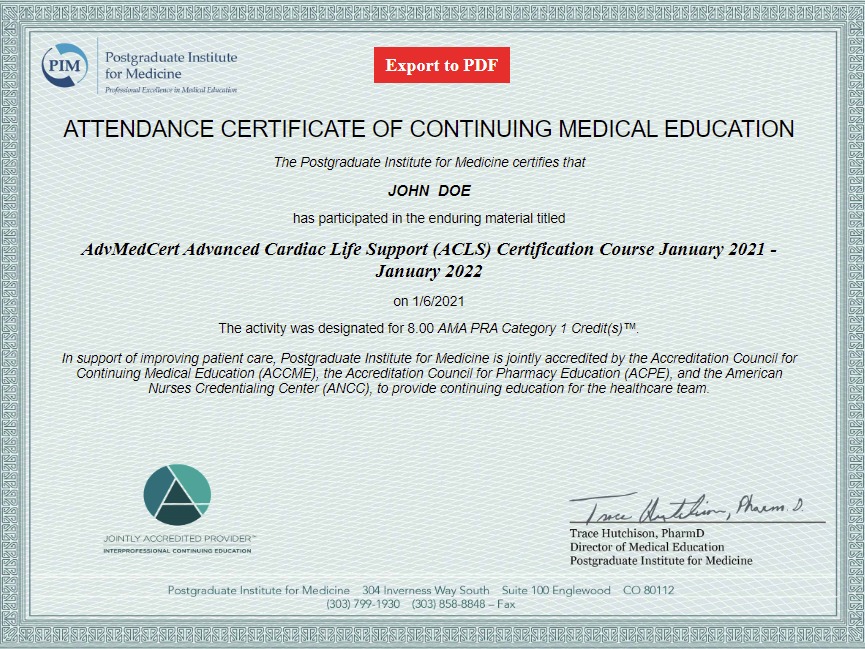 PIM
Postgraduate Institute
for Medicine
Professional Excellence in Medical Education
Export to PDF
ATTENDANCE CERTIFICATE OF CONTINUING MEDICAL EDUCATION
The Postgraduate Institute for Medicine certifies that
JOHN DOE
has participated in the enduring material titled
AdvMedCert Advanced Cardiac Life Support (ACLS) Certification Course January 2021 -
January 2022
on 1/6/2021
The activity was designated for 8.00 AMA PRA Category 1 Credit(s)™.
In support of improving patient care, Postgraduate Institute for Medicine is jointly accredited by the Accreditation Council for
Continuing Medical Education (ACCME), the Accreditation Council for Pharmacy Education (ACPE), and the American
Nurses Credentialing Center (ANCC), to provide continuing education for the healthcare team.
JOINTLY ACCREDITED PROVIDER™
INTERPROFESSIONAL CONTINUING EDUCATION
Trace Hutchison, Pharm. D.
Trace Hutchison, PharmD
Director of Medical Education
Postgraduate Institute for Medicine
Postgraduate Institute for Medicine 304 Inverness Way South Suite 100 Englewood CO 80112
(303) 799-1930 (303) 858-8848 – Fax